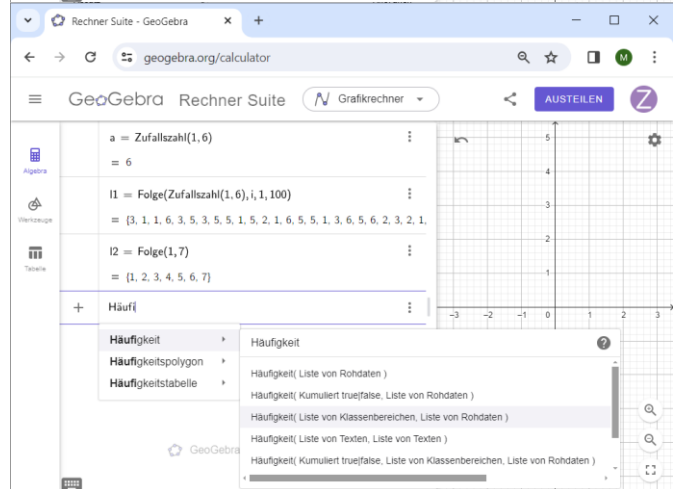 Rechner Suite - GeoGebra
geogebra.org/calculator
M
GeoGebra Rechner Suite
Grafikrechner
AUSTEILEN
Z
Algebra
Werkzeuge
Tabelle
a = Zufallszahl(1, 6)
= 6
l1 = Folge(Zufallszahl(1, 6), i, 1, 100)
= {3, 1, 1, 6, 3, 5, 3, 5, 5, 1, 5, 2, 1, 6, 5, 5, 1, 3, 6, 5, 6, 2, 3, 2, 1,
l2 = Folge(1, 7)
= {1, 2, 3, 4, 5, 6, 7}
Häufi
Häufigkeit
Häufigkeitspolygon
Häufigkeitstabelle
Häufigkeit
Häufigkeit( Liste von Rohdaten )
Häufigkeit( Kumuliert true|false, Liste von Rohdaten )
Häufigkeit( Liste von Klassenbereichen, Liste von Rohdaten )
Häufigkeit( Liste von Texten, Liste von Texten )
Häufigkeit( Kumuliert true|false, Liste von Klassenbereichen, Liste von Rohdaten )
GeoGebra
5
4
3
2
1
-3 -2 -1 0 1 2 3